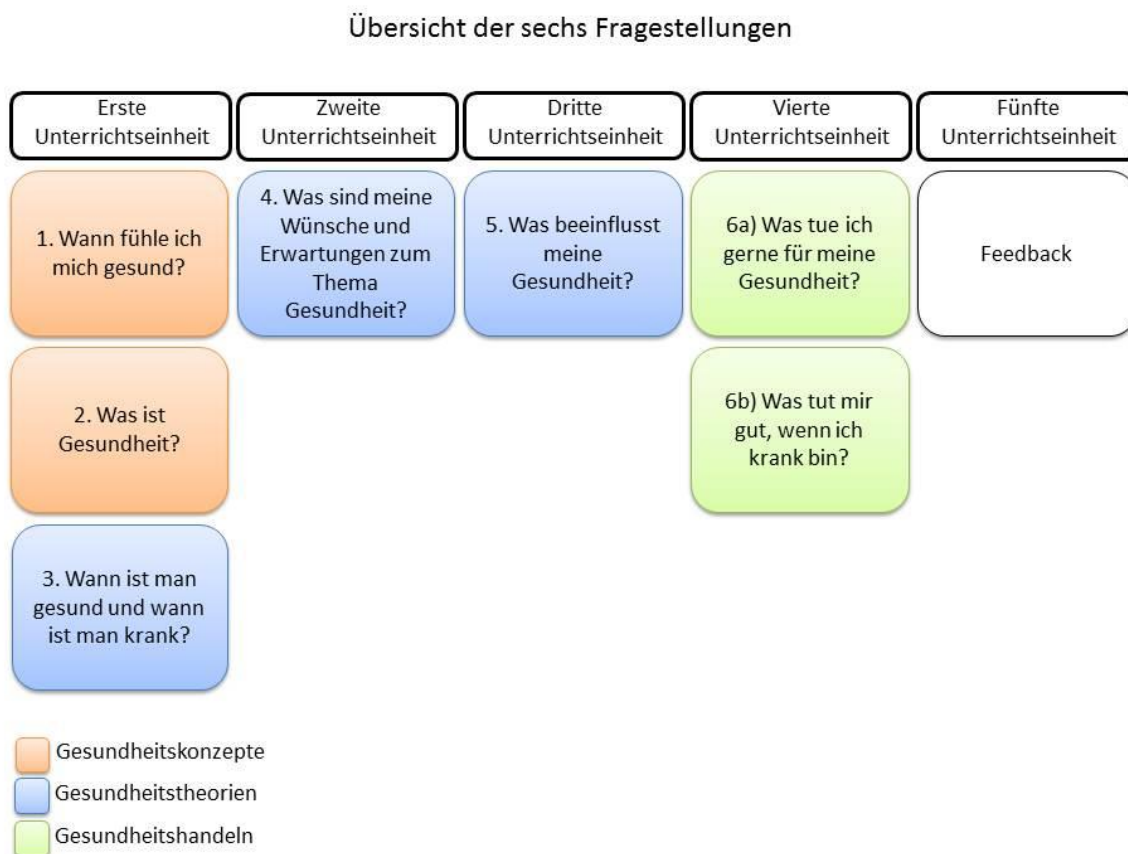 Übersicht der sechs Fragestellungen
Erste
Unterrichtseinheit
Zweite
Unterrichtseinheit
Dritte
Unterrichtseinheit
Vierte
Unterrichtseinheit
Fünfte
Unterrichtseinheit
1. Wann fühle ich
mich gesund?
4. Was sind meine
Wünsche und
Erwartungen zum
Thema
Gesundheit?
5. Was beeinflusst
meine
Gesundheit?
6a) Was tue ich
gerne für meine
Gesundheit?
Feedback
2. Was ist
Gesundheit?
6b) Was tut mir
gut, wenn ich
krank bin?
3. Wann ist man
gesund und wann
ist man krank?
Gesundheitskonzepte
Gesundheitstheorien
Gesundheitshandeln